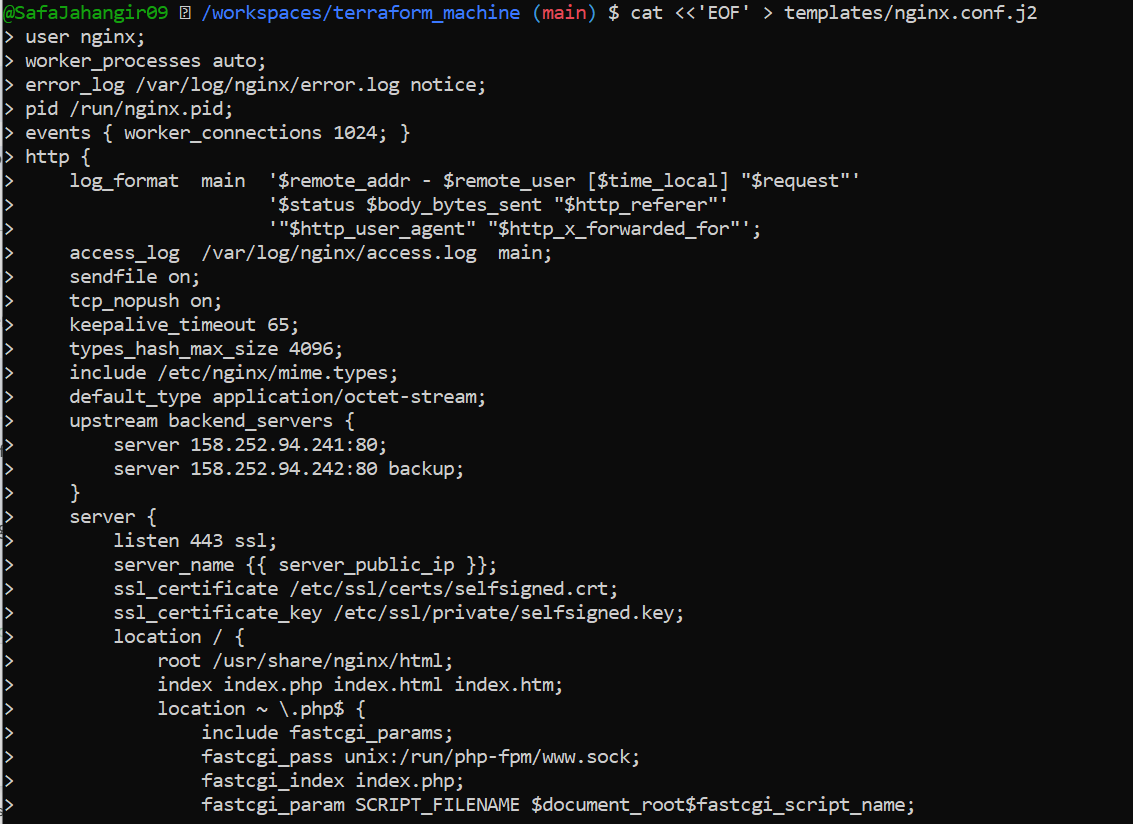 @SafaJahangir09 /workspaces/terraform_machine (main) $ cat <<'EOF' > templates/nginx.conf.j2
> user nginx;
> worker_processes auto;
> error_log /var/log/nginx/error.log notice;
> pid /run/nginx.pid;
> events { worker_connections 1024; }
> http {
>     log_format  main  '$remote_addr - $remote_user [$time_local] "$request"'
>                       '$status $body_bytes_sent "$http_referer"'
>                       '"$http_user_agent" "$http_x_forwarded_for"';
>     access_log  /var/log/nginx/access.log  main;
>     sendfile on;
>     tcp_nopush on;
>     keepalive_timeout 65;
>     types_hash_max_size 4096;
>     include /etc/nginx/mime.types;
>     default_type application/octet-stream;
>     upstream backend_servers {
>         server 158.252.94.241:80;
>         server 158.252.94.242:80 backup;
>     }
>     server {
>         listen 443 ssl;
>         server_name {{ server_public_ip }};
>         ssl_certificate /etc/ssl/certs/selfsigned.crt;
>         ssl_certificate_key /etc/ssl/private/selfsigned.key;
>         location / {
>             root /usr/share/nginx/html;
>             index index.php index.html index.htm;
>             location ~ \.php$ {
>                 include fastcgi_params;
>                 fastcgi_pass unix:/run/php-fpm/www.sock;
>                 fastcgi_index index.php;
>                 fastcgi_param SCRIPT_FILENAME $document_root$fastcgi_script_name;